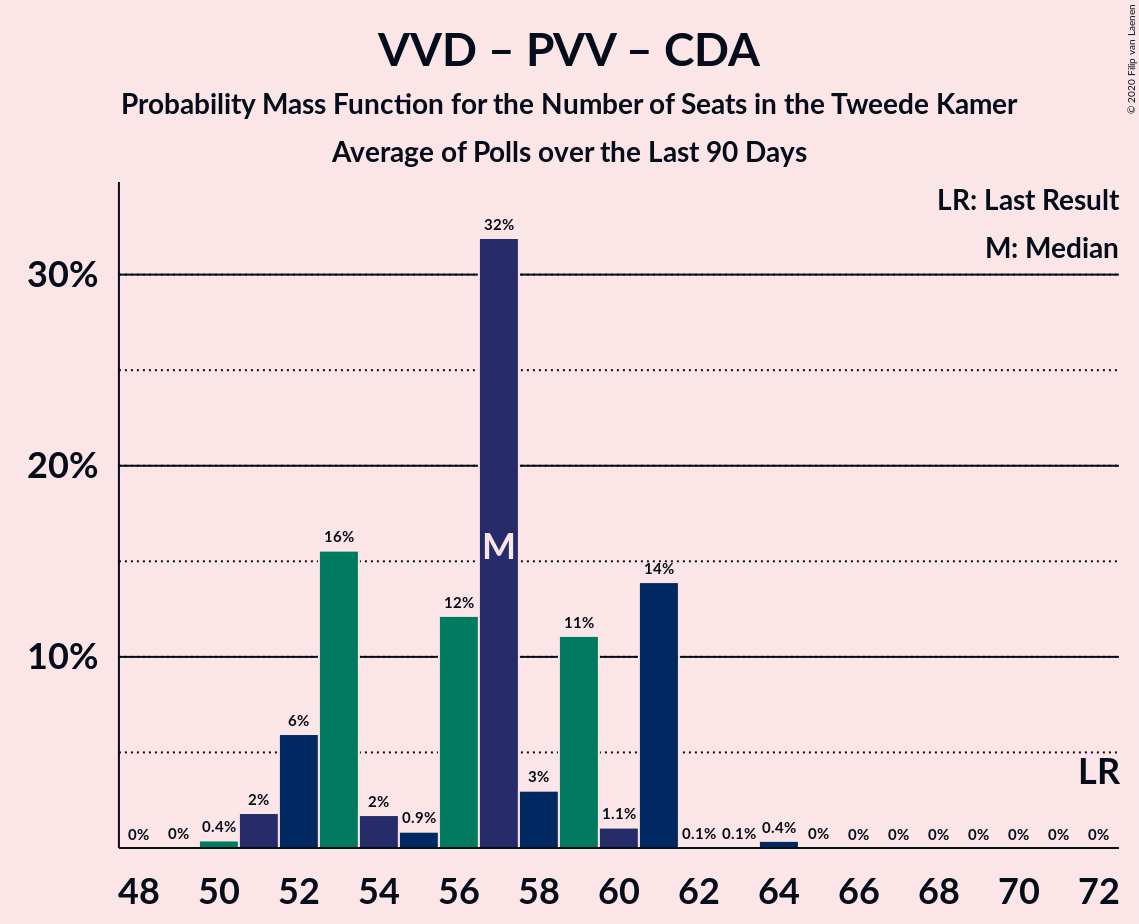 VVD – PVV – CDA
Probability Mass Function for the Number of Seats in the Tweede Kamer
Average of Polls over the Last 90 Days
© 2020 Filip van Laenen
LR: Last Result
M: Median
30%
20%
10%
0% 0% 0.4% 2% 6% 16% 2% 0.9% 12% 32% 3% 11% 1.1% 14% 0.1% 0.1% 0.4% 0% 0% 0% 0% 0% 0% 0% 0%
M
LR
48 50 52 54 56 58 60 62 64 66 68 70 72